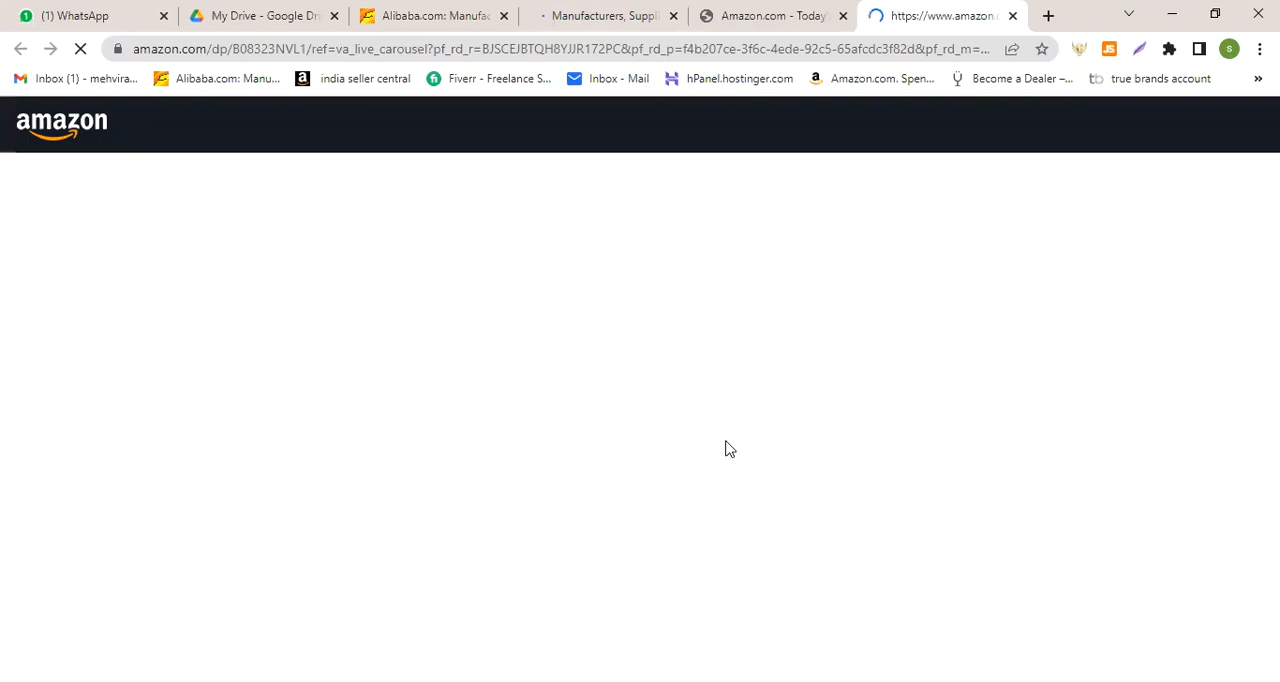 (1) WhatsApp
My Drive - Google Dri
Alibaba.com: Manufac
Manufacturers, Suppli
Amazon.com - Today'
https://www.amazon.c
amazon.com/dp/B08323NVL1/ref=va_live_carousel?pf_rd_r=BJSCEJBTQH8YJJR172PC&pf_rd_p=f4b207ce-3f6c-4ede-92c5-65afcdc3f82d&pf_rd_m=...
Inbox (1) - mehvira...
Alibaba.com: Manu...
india seller central
Fiverr - Freelance S...
Inbox - Mail
hPanel.hostinger.com
Amazon.com. Spen...
Become a Dealer –...
true brands account
amazon